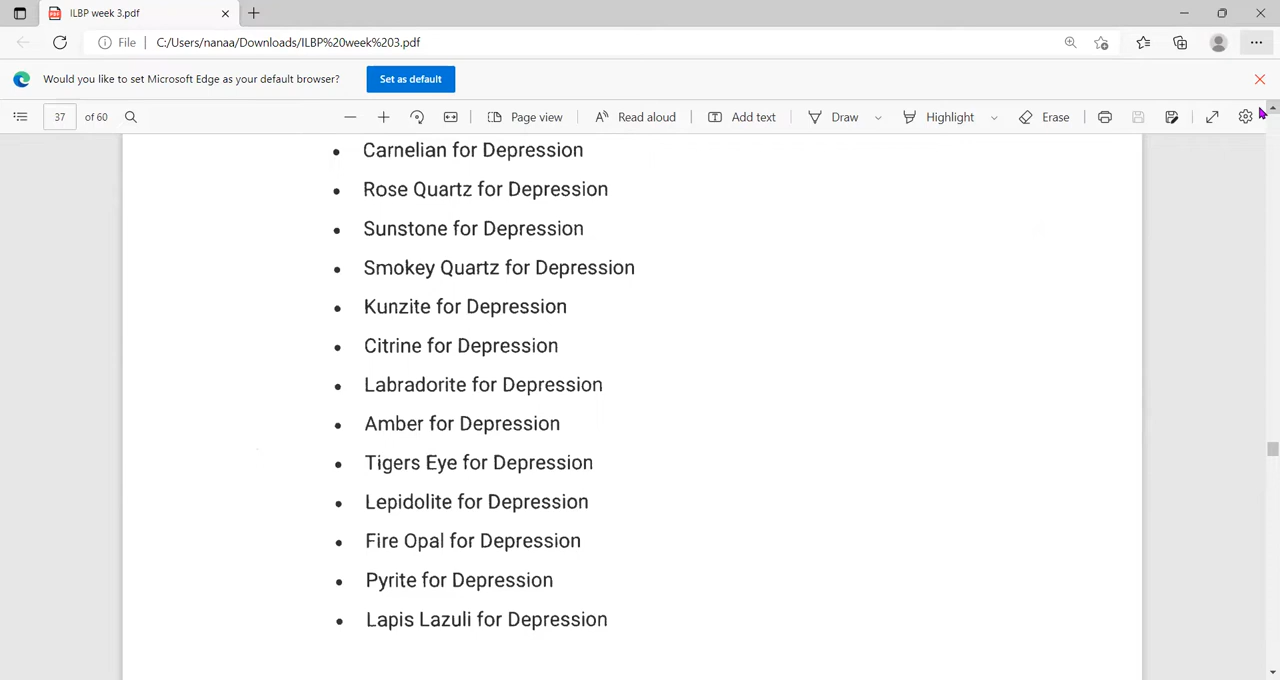 ILBP week 3.pdf
File C:/Users/nanaa/Downloads/ILBP%20week%203.pdf
Would you like to set Microsoft Edge as your default browser? Set as default
37 of 60 Page view Read aloud Add text Draw Highlight Erase
• Carnelian for Depression
• Rose Quartz for Depression
• Sunstone for Depression
• Smokey Quartz for Depression
• Kunzite for Depression
• Citrine for Depression
• Labradorite for Depression
• Amber for Depression
• Tigers Eye for Depression
• Lepidolite for Depression
• Fire Opal for Depression
• Pyrite for Depression
• Lapis Lazuli for Depression